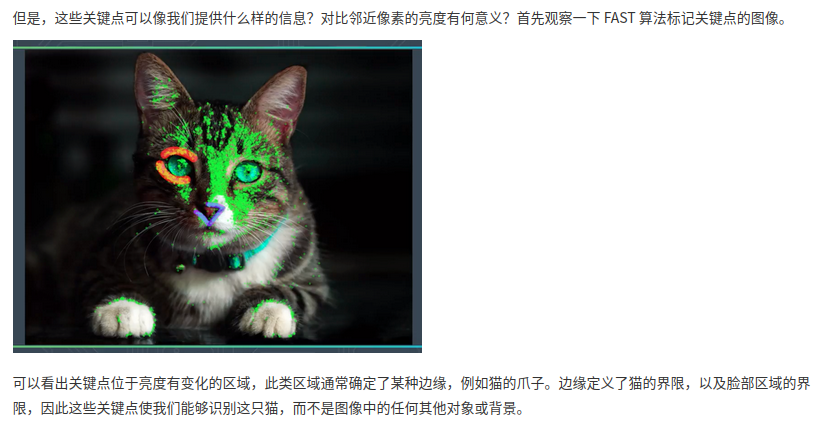 但是，这些关键点可以像我们提供什么样的信息？对比邻近像素的亮度有何意义？首先观察一下 FAST 算法标记关键点的图像。
可以看出关键点位于亮度有变化的区域，此类区域通常确定了某种边缘，例如猫的爪子。边缘定义了猫的界限，以及脸部区域的界
限，因此这些关键点使我们能够识别这只猫，而不是图像中的任何其他对象或背景。